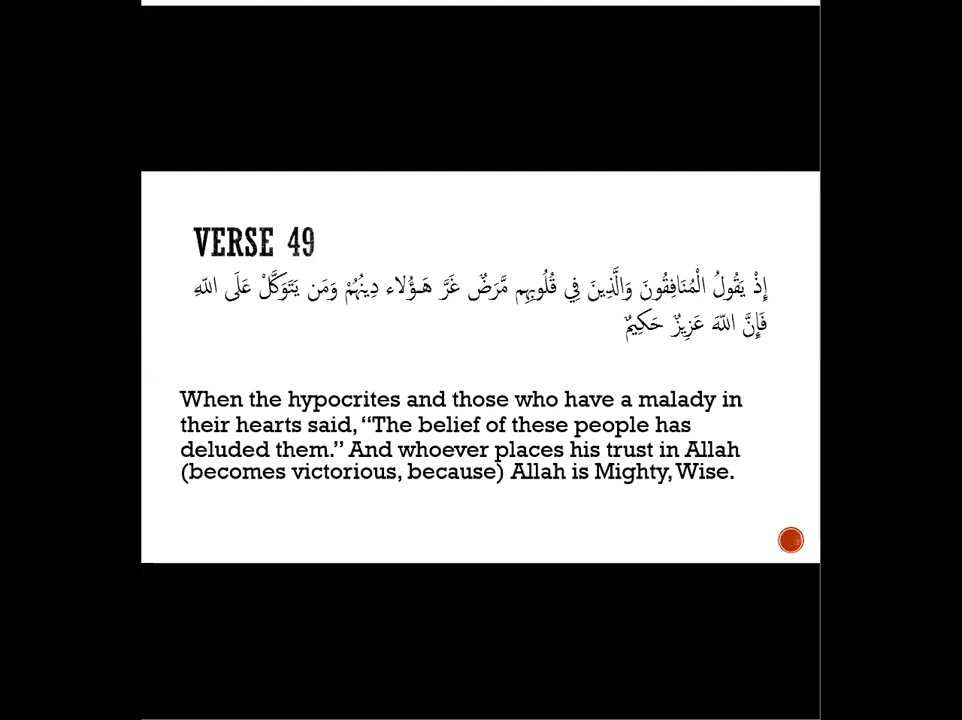 VERSE 49
إِذْ يَقُولُ الْمُنَافِقُونَ وَالَّذِينَ فِي قُلُوبِهِم مَّرَضٌ غَرَّ هَـؤُلاء دِينُهُمْ وَمَن يَتَوَكَّلْ عَلَى اللّهِ
فَإِنَّ اللّهَ عَزِيزٌ حَكِيمٌ
When the hypocrites and those who have a malady in
their hearts said, “The belief of these people has
deluded them.” And whoever places his trust in Allah
(becomes victorious, because) Allah is Mighty, Wise.